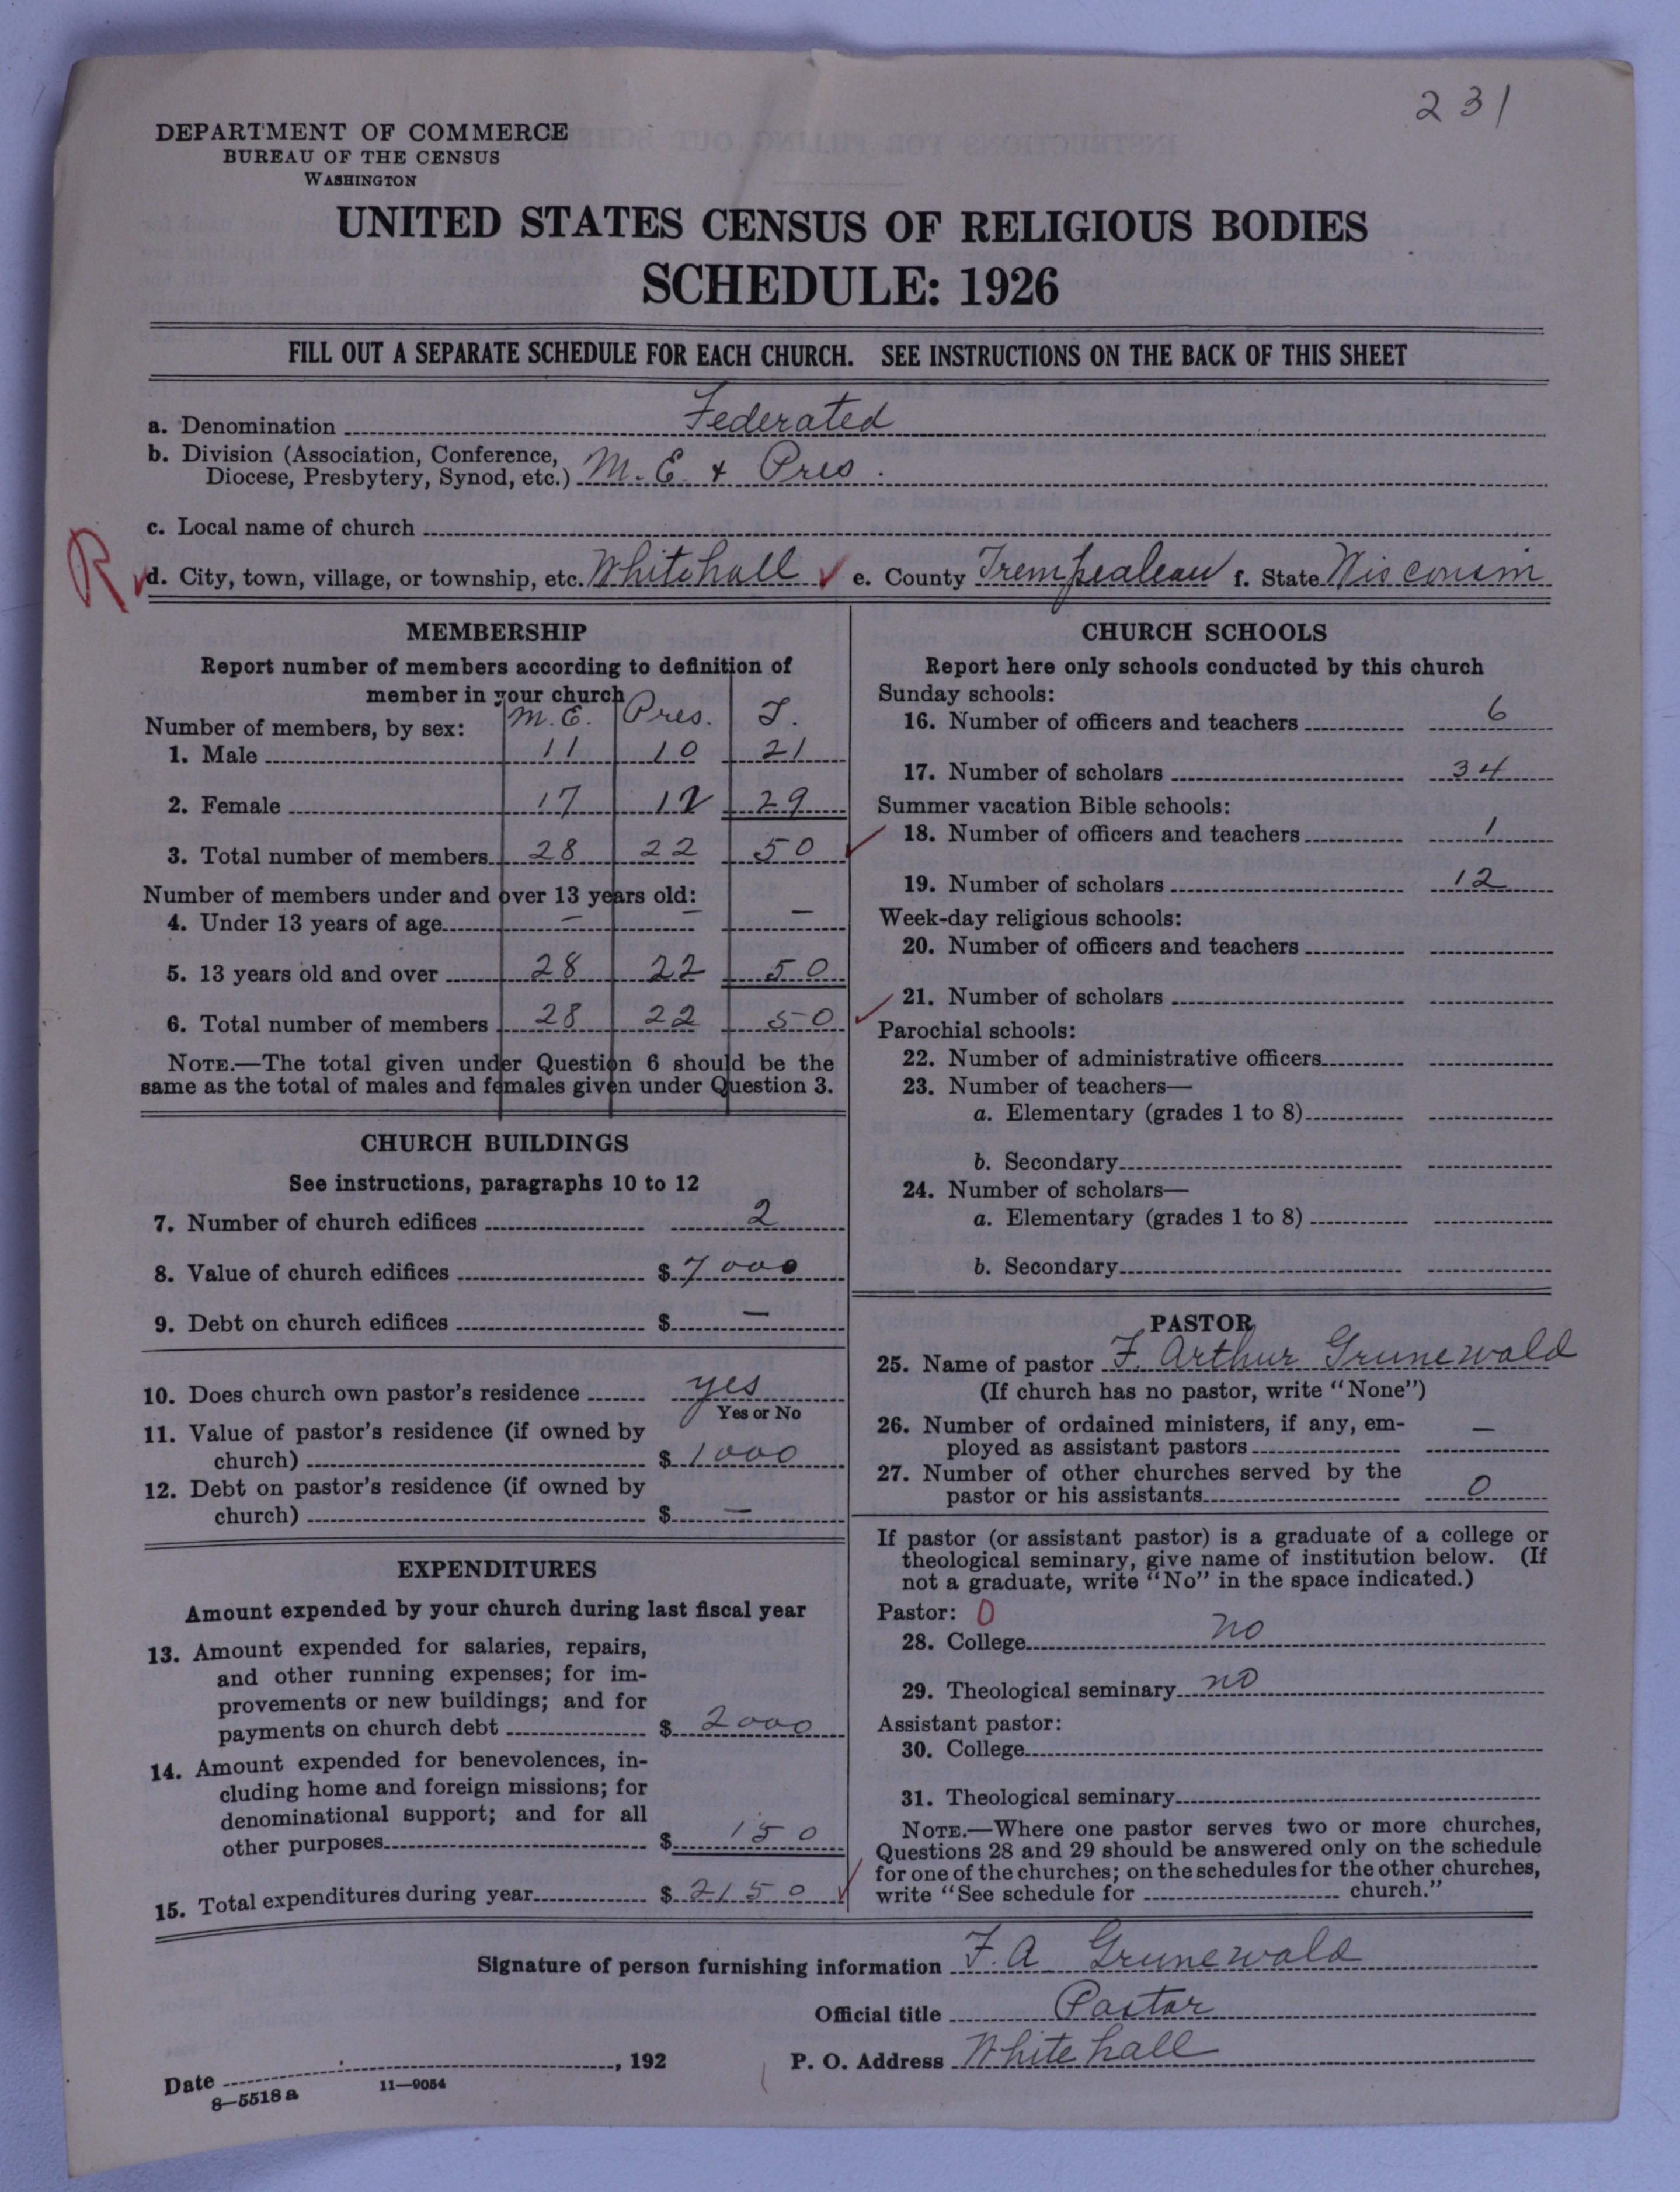 231
DEPARTMENT OF COMMERCE
BUREAU OF THE CENSUS
WASHINGTON
UNITED STATES CENSUS OF RELIGIOUS BODIES
SCHEDULE: 1926
FILL OUT A SEPARATE SCHEDULE FOR EACH CHURCH. SEE INSTRUCTIONS ON THE BACK OF THIS SHEET
a. Denomination Federated
b. Division (Association, Conference,
Diocese, Presbytery, Synod, etc.) M. E. & Pres.
c. Local name of church
R d. City, town, village, or township, etc. Whitehall e. County Trempealeau f. State Wisconsin
MEMBERSHIP
Report number of members according to definition of
member in your church
M. E. Pres. T.
Number of members, by sex:
1. Male 11 10 21
2. Female 17 12 29
3. Total number of members 28 22 50
Number of members under and over 13 years old:
4. Under 13 years of age — — —
5. 13 years old and over 28 22 50
6. Total number of members 28 22 50
NOTE.—The total given under Question 6 should be the
same as the total of males and females given under Question 3.
CHURCH BUILDINGS
See instructions, paragraphs 10 to 12
7. Number of church edifices 2
8. Value of church edifices $ 7000
9. Debt on church edifices $ —
10. Does church own pastor's residence yes
Yes or No
11. Value of pastor's residence (if owned by
church) $ 1000
12. Debt on pastor's residence (if owned by
church) $ —
EXPENDITURES
Amount expended by your church during last fiscal year
13. Amount expended for salaries, repairs,
and other running expenses; for im-
provements or new buildings; and for
payments on church debt $ 2000
14. Amount expended for benevolences, in-
cluding home and foreign missions; for
denominational support; and for all
other purposes $ 150
15. Total expenditures during year $ 2150
CHURCH SCHOOLS
Report here only schools conducted by this church
Sunday schools:
16. Number of officers and teachers 6
17. Number of scholars 34
Summer vacation Bible schools:
18. Number of officers and teachers 1
19. Number of scholars 12
Week-day religious schools:
20. Number of officers and teachers
21. Number of scholars
Parochial schools:
22. Number of administrative officers
23. Number of teachers—
a. Elementary (grades 1 to 8)
b. Secondary
24. Number of scholars—
a. Elementary (grades 1 to 8)
b. Secondary
PASTOR
25. Name of pastor F. Arthur Grunewald
(If church has no pastor, write "None")
26. Number of ordained ministers, if any, em-
ployed as assistant pastors —
27. Number of other churches served by the
pastor or his assistants 0
If pastor (or assistant pastor) is a graduate of a college or
theological seminary, give name of institution below. (If
not a graduate, write "No" in the space indicated.)
Pastor: 0
28. College no
29. Theological seminary no
Assistant pastor:
30. College
31. Theological seminary
NOTE.—Where one pastor serves two or more churches,
Questions 28 and 29 should be answered only on the schedule
for one of the churches; on the schedules for the other churches,
write "See schedule for church."
Signature of person furnishing information F. A. Grunewald
Official title Pastor
Date , 192 P. O. Address Whitehall
8—5518 a 11—9054